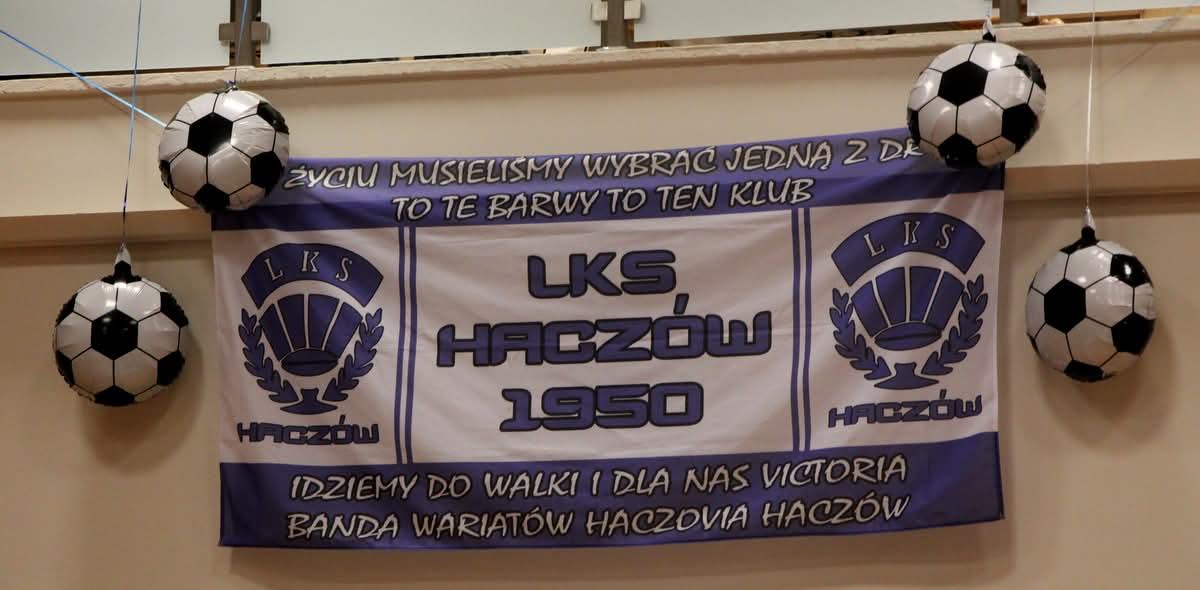 ŻYCIU MUSIELIŚMY WYBRAĆ JEDNĄ Z
TO TE BARWY TO TEN KLUB
LKS
HACZÓW
LKS
HACZÓW
1950
LKS
HACZÓW
IDZIEMY DO WALKI I DLA NAS VICTORIA
BANDA WARIATÓW HACZOVIA HACZÓW